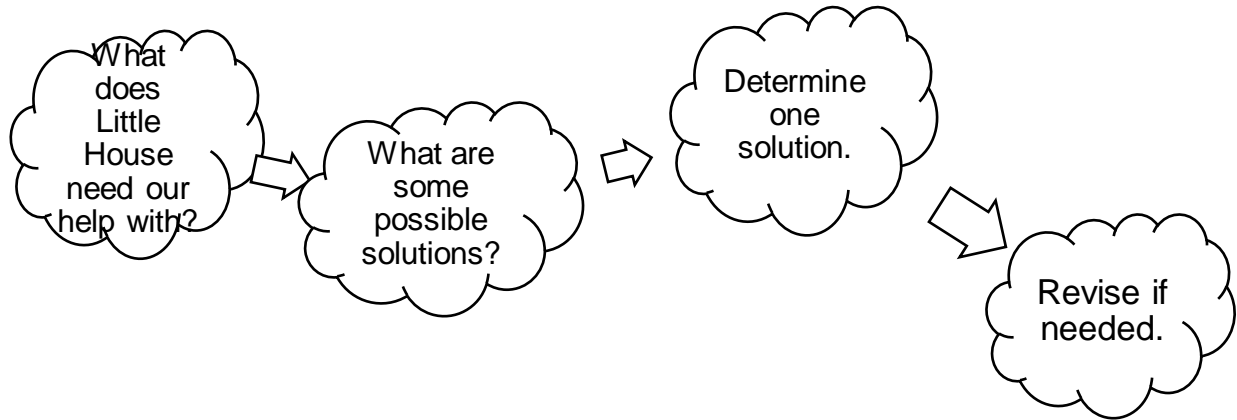 What
does
Little
House
need our
help with?
What are
some
possible
solutions?
Determine
one
solution.
Revise if
needed.